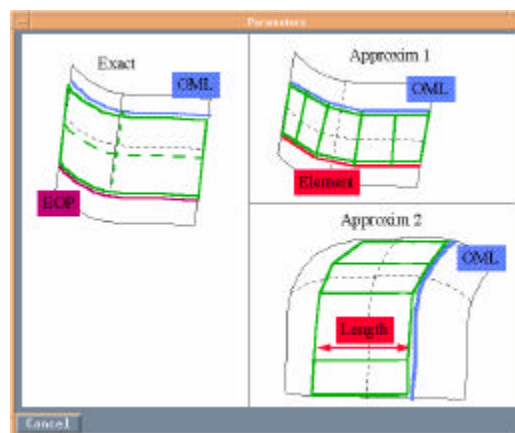 Parameters
Exact
OML
EOP
Approxim 1
OML
Element
Approxim 2
OML
Length
Cancel